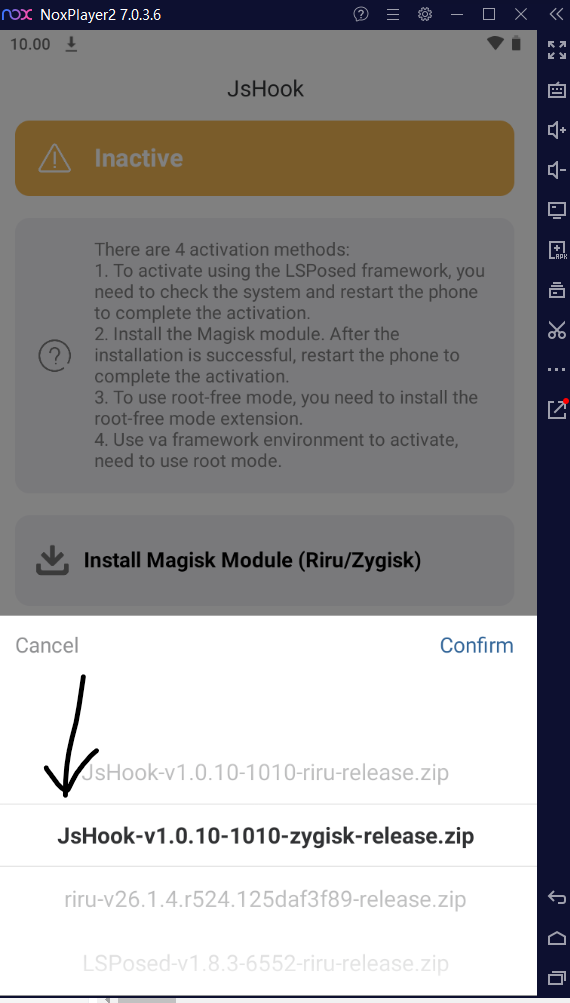 nox NoxPlayer2 7.0.3.6
10.00
JsHook
Inactive
There are 4 activation methods:
1. To activate using the LSPosed framework, you
need to check the system and restart the phone
to complete the activation.
2. Install the Magisk module. After the
installation is successful, restart the phone to
complete the activation.
3. To use root-free mode, you need to install the
root-free mode extension.
4. Use va framework environment to activate,
need to use root mode.
Install Magisk Module (Riru/Zygisk)
Cancel Confirm
JsHook-v1.0.10-1010-riru-release.zip
JsHook-v1.0.10-1010-zygisk-release.zip
riru-v26.1.4.r524.125daf3f89-release.zip
LSPosed-v1.8.3-6552-riru-release.zip
APK